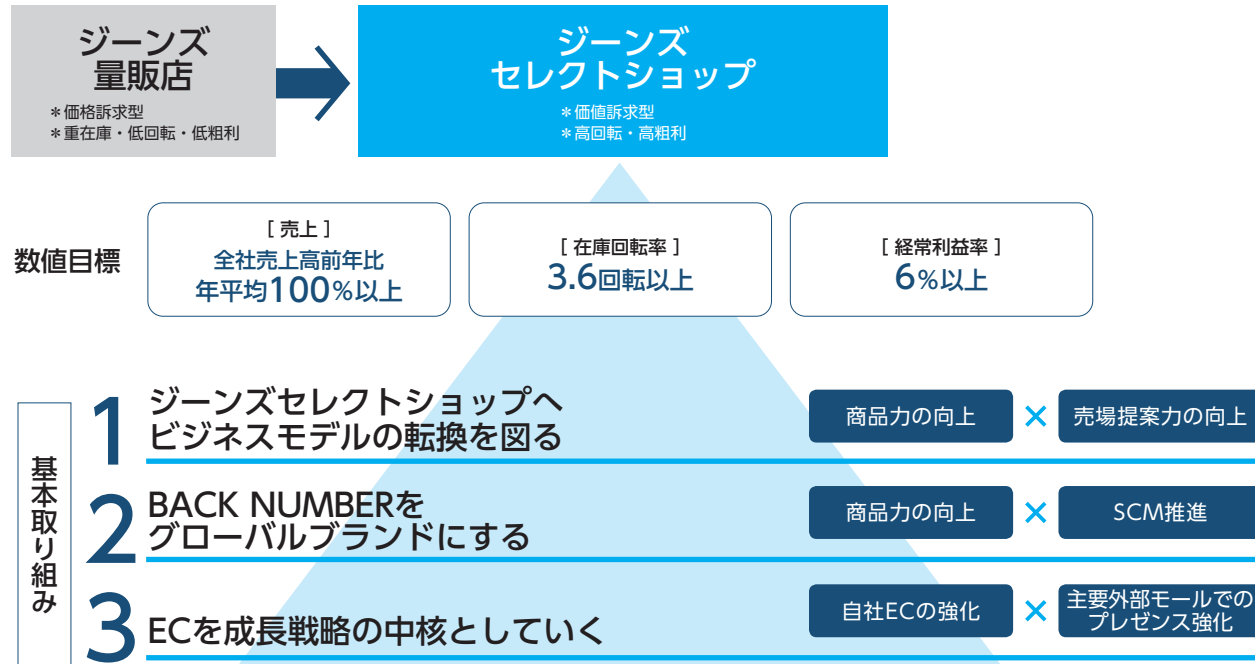 ジーンズ
量販店
＊価格訴求型
＊重在庫・低回転・低粗利
ジーンズ
セレクトショップ
＊価値訴求型
＊高回転・高粗利
数値目標
［ 売上 ］
全社売上高前年比
年平均100%以上
［ 在庫回転率 ］
3.6回転以上
［ 経常利益率 ］
6%以上
基本取り組み
1
ジーンズセレクトショップへ
ビジネスモデルの転換を図る
商品力の向上 × 売場提案力の向上
2
BACK NUMBERを
グローバルブランドにする
商品力の向上 × SCM推進
3
ECを成長戦略の中核としていく
自社ECの強化 × 主要外部モールでの
プレゼンス強化